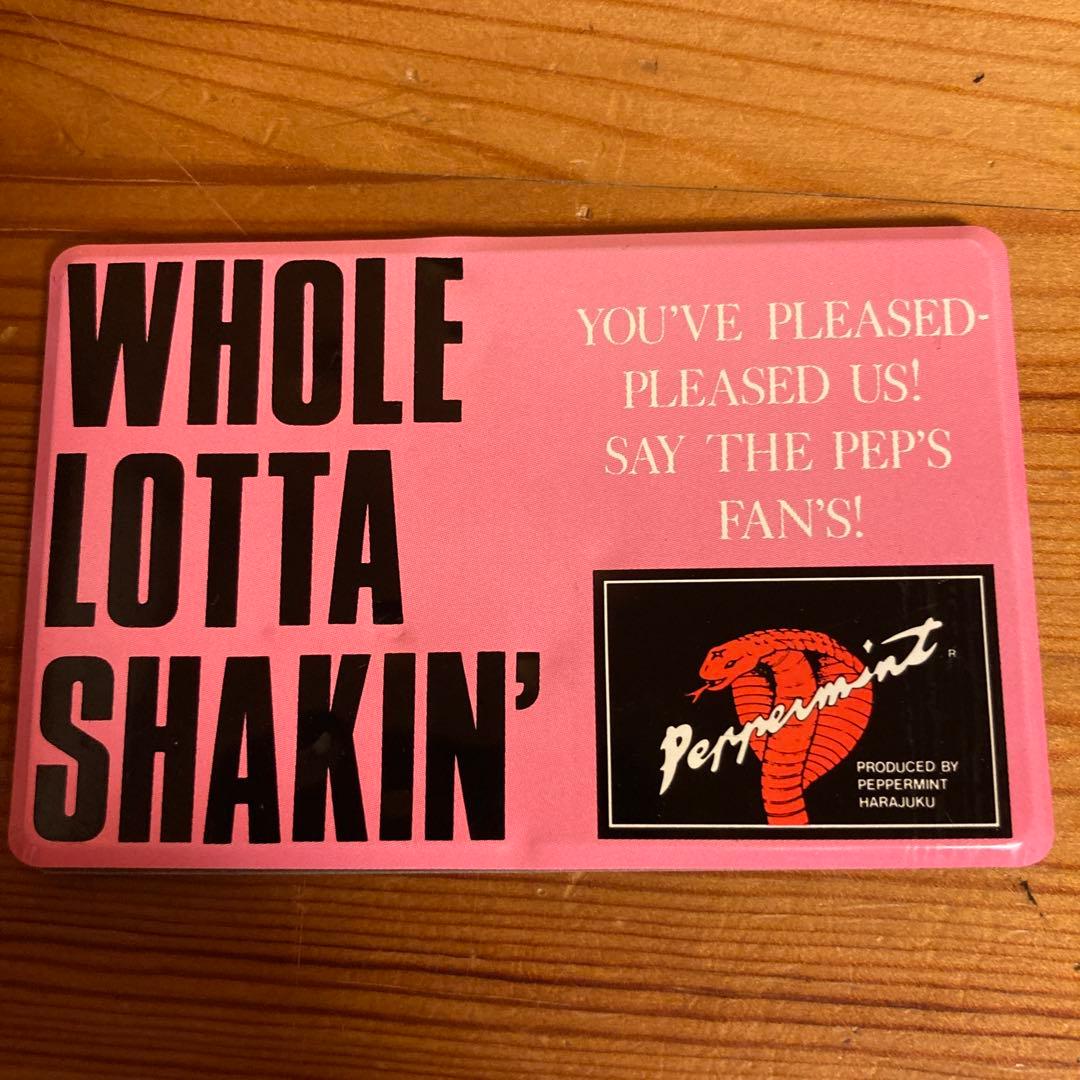 WHOLE
LOTTA
SHAKIN'
YOU'VE PLEASED-
PLEASED US!
SAY THE PEP'S
FAN'S!
Peppermint R
PRODUCED BY
PEPPERMINT
HARAJUKU